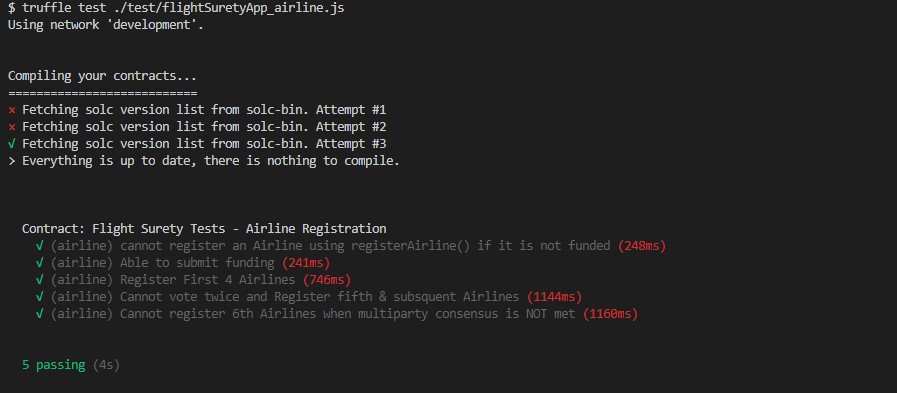 $ truffle test ./test/flightSuretyApp_airline.js
Using network 'development'.
Compiling your contracts...
===========================
× Fetching solc version list from solc-bin. Attempt #1
× Fetching solc version list from solc-bin. Attempt #2
√ Fetching solc version list from solc-bin. Attempt #3
> Everything is up to date, there is nothing to compile.
Contract: Flight Surety Tests - Airline Registration
√ (airline) cannot register an Airline using registerAirline() if it is not funded (248ms)
√ (airline) Able to submit funding (241ms)
√ (airline) Register First 4 Airlines (746ms)
√ (airline) Cannot vote twice and Register fifth & subsquent Airlines (1144ms)
√ (airline) Cannot register 6th Airlines when multiparty consensus is NOT met (1160ms)
5 passing (4s)